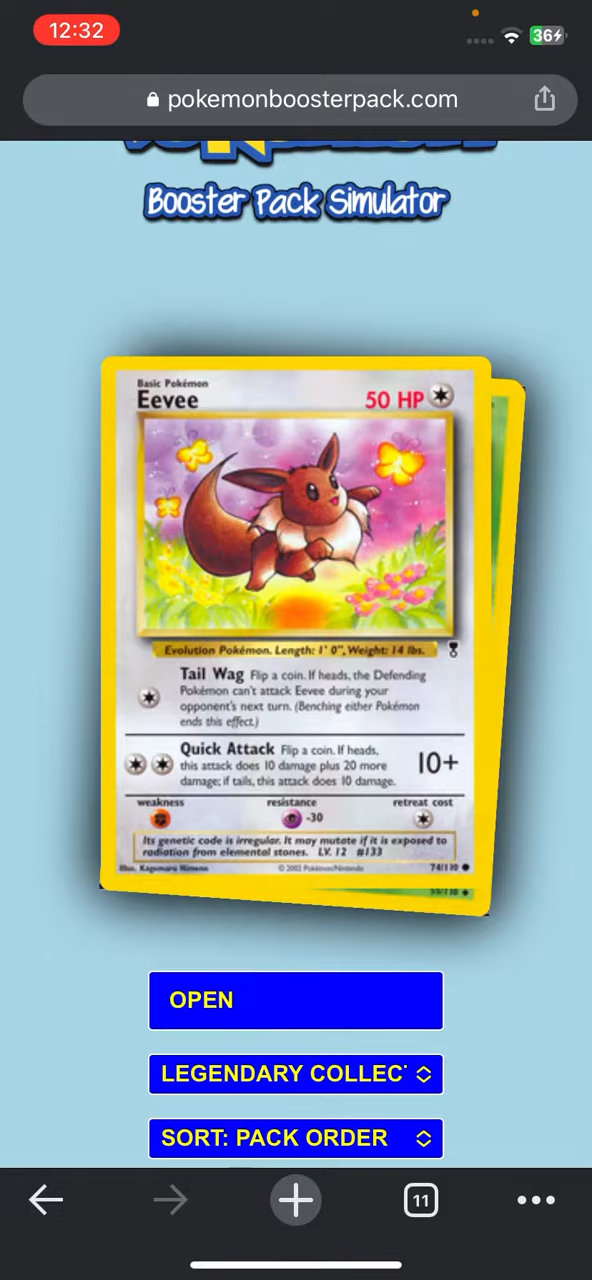 12:32
36
pokemonboosterpack.com
Booster Pack Simulator
Basic Pokémon
Eevee
50 HP
Evolution Pokémon. Length: 1' 0", Weight: 14 lbs.
Tail Wag Flip a coin. If heads, the Defending
Pokémon can't attack Eevee during your
opponent's next turn. (Benching either Pokémon
ends this effect.)
Quick Attack Flip a coin. If heads,
this attack does 10 damage plus 20 more
damage; if tails, this attack does 10 damage.
10+
weakness
resistance
retreat cost
-30
Its genetic code is irregular. It may mutate if it is exposed to
radiation from elemental stones. LV. 12 #133
Illus. Kagemaru Himeno
© 2002 Pokémon/Nintendo
74/110
OPEN
LEGENDARY COLLEC
SORT: PACK ORDER
11